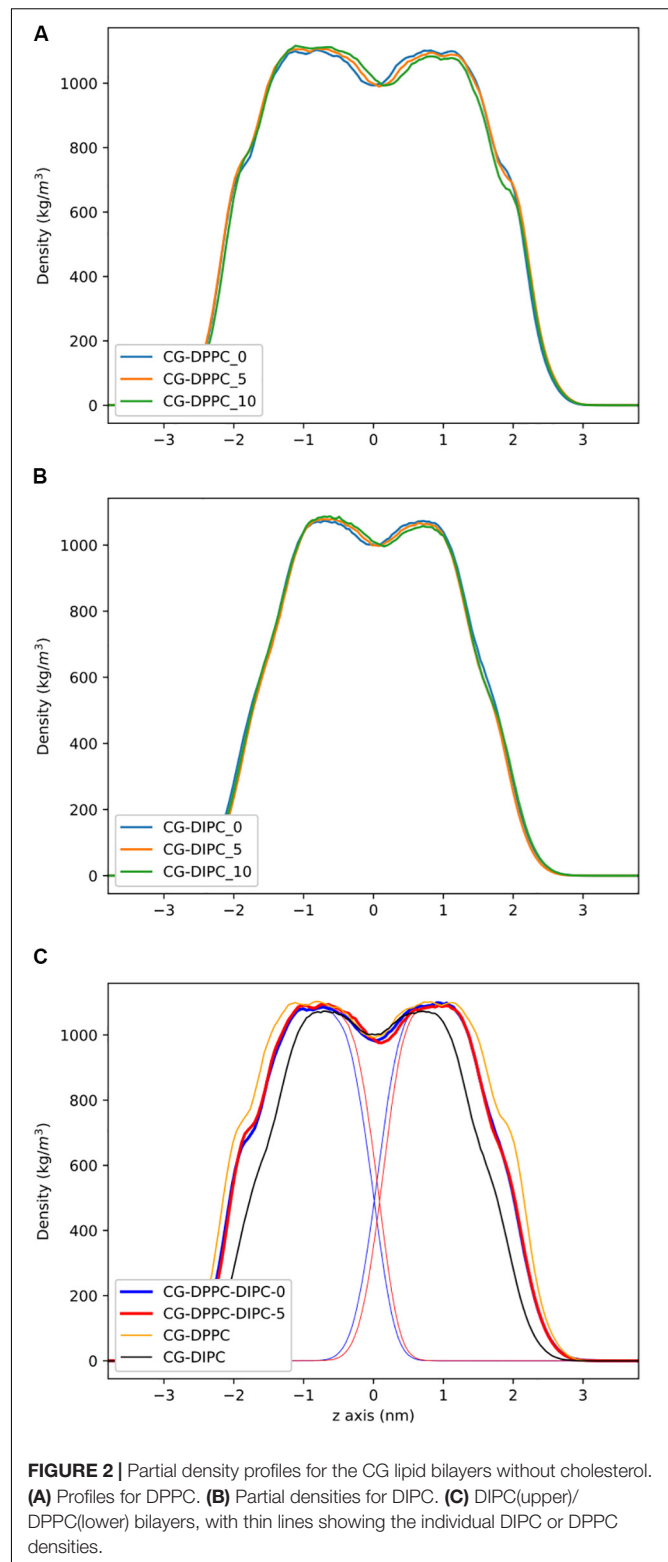 A
1000
800
600
400
200
0
Density (kg/m³)
CG-DPPC_0
CG-DPPC_5
CG-DPPC_10
−3 −2 −1 0 1 2 3
B
1000
800
600
400
200
0
Density (kg/m³)
CG-DIPC_0
CG-DIPC_5
CG-DIPC_10
−3 −2 −1 0 1 2 3
C
1000
800
600
400
200
0
Density (kg/m³)
CG-DPPC-DIPC-0
CG-DPPC-DIPC-5
CG-DPPC
CG-DIPC
−3 −2 −1 0 1 2 3
z axis (nm)
FIGURE 2 | Partial density profiles for the CG lipid bilayers without cholesterol.
(A) Profiles for DPPC. (B) Partial densities for DIPC. (C) DIPC(upper)/
DPPC(lower) bilayers, with thin lines showing the individual DIPC or DPPC
densities.